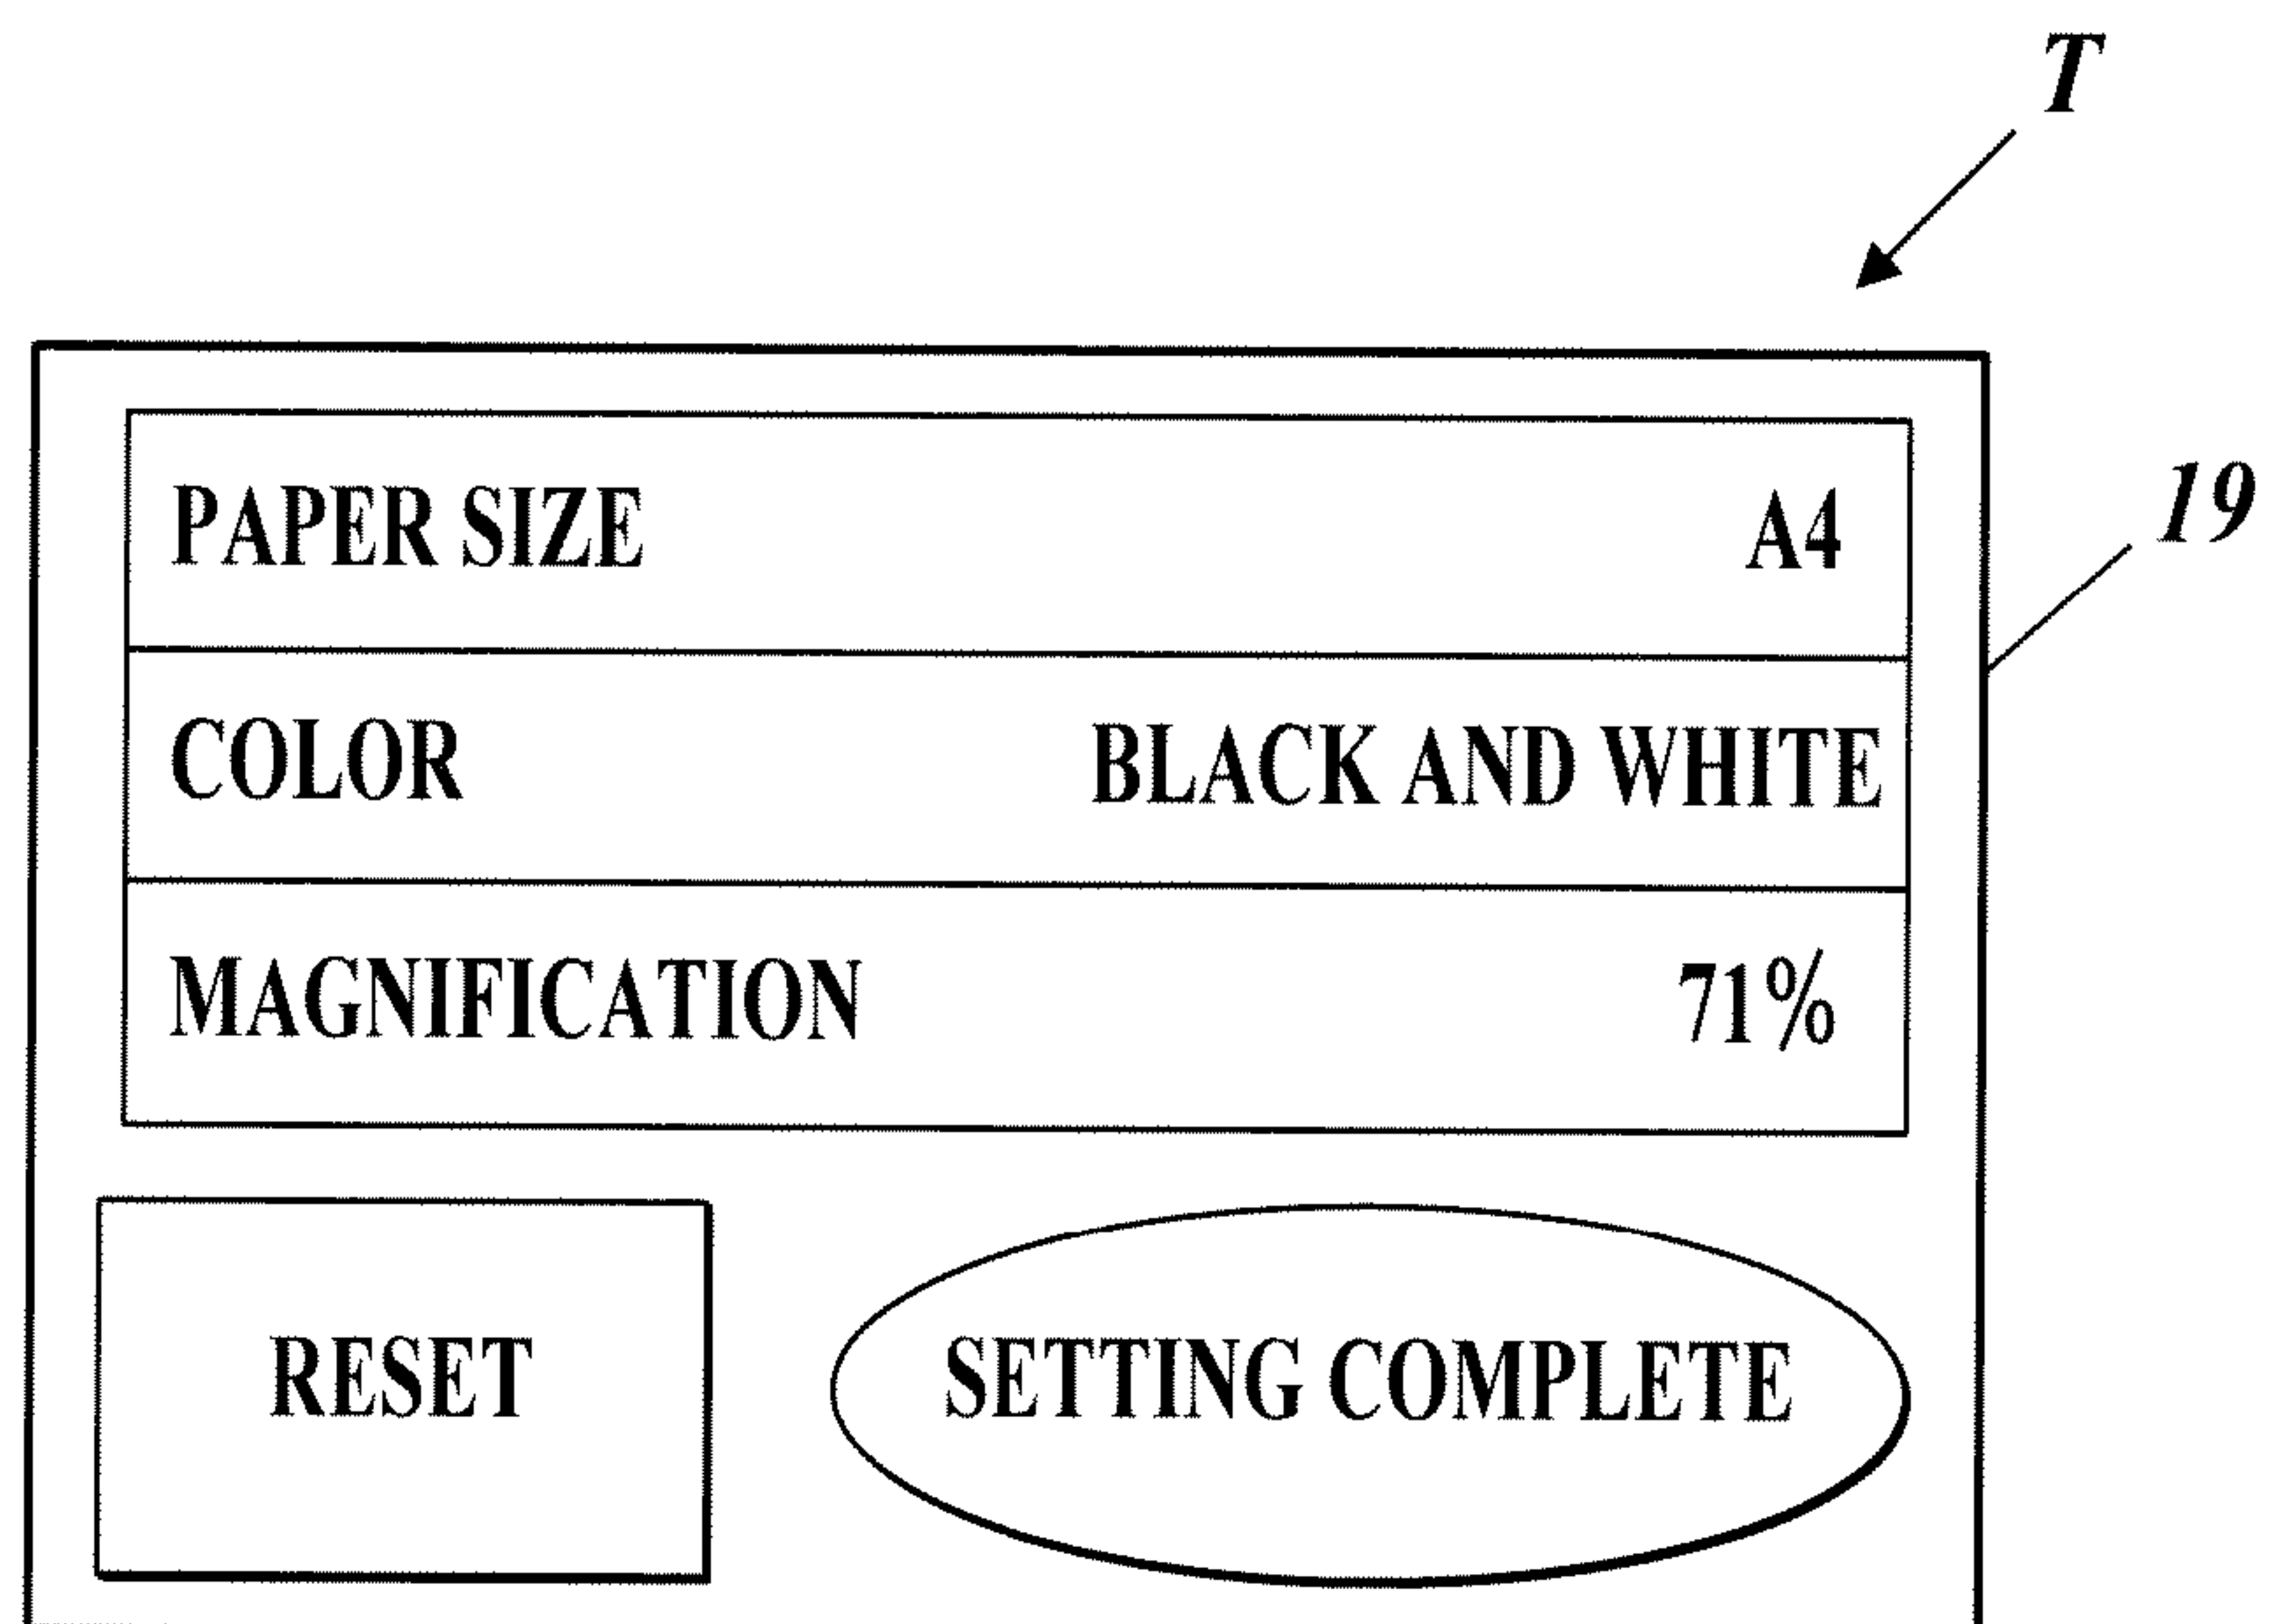 T
19
PAPER SIZE A4
COLOR BLACK AND WHITE
MAGNIFICATION 71%
RESET SETTING COMPLETE